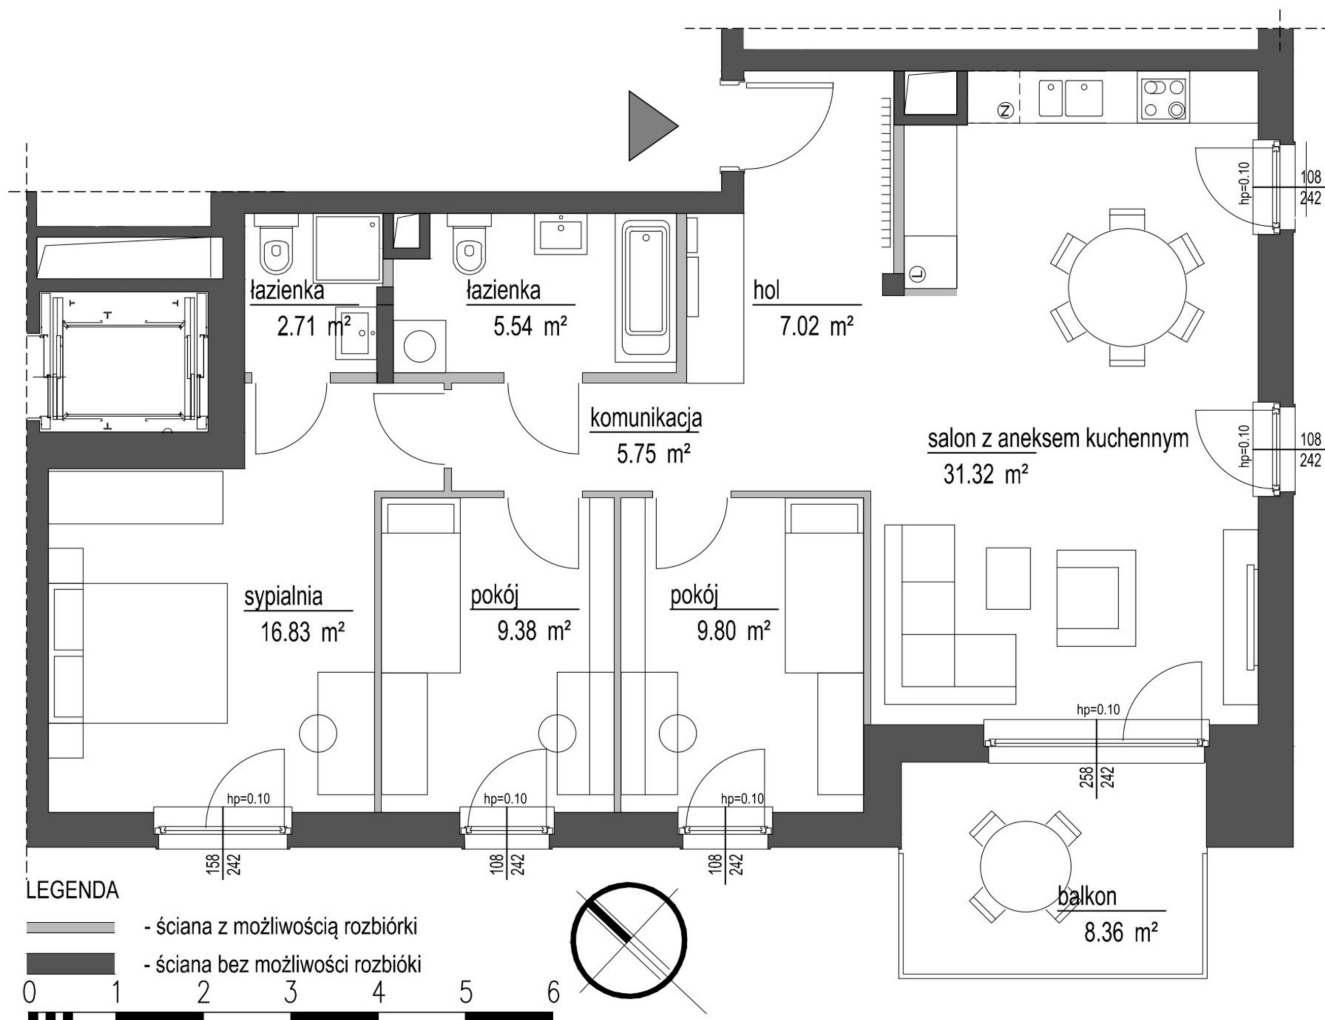 N
hp=0.10
108
242
łazienka
2.71 m²
łazienka
5.54 m²
hol
7.02 m²
L
komunikacja
5.75 m²
salon z aneksem kuchennym
31.32 m²
hp=0.10
108
242
sypialnia
16.83 m²
pokój
9.38 m²
pokój
9.80 m²
hp=0.10
258
242
hp=0.10
158
242
hp=0.10
108
242
hp=0.10
108
242
balkon
8.36 m²
LEGENDA
- ściana z możliwością rozbiórki
- ściana bez możliwości rozbióki
0 1 2 3 4 5 6